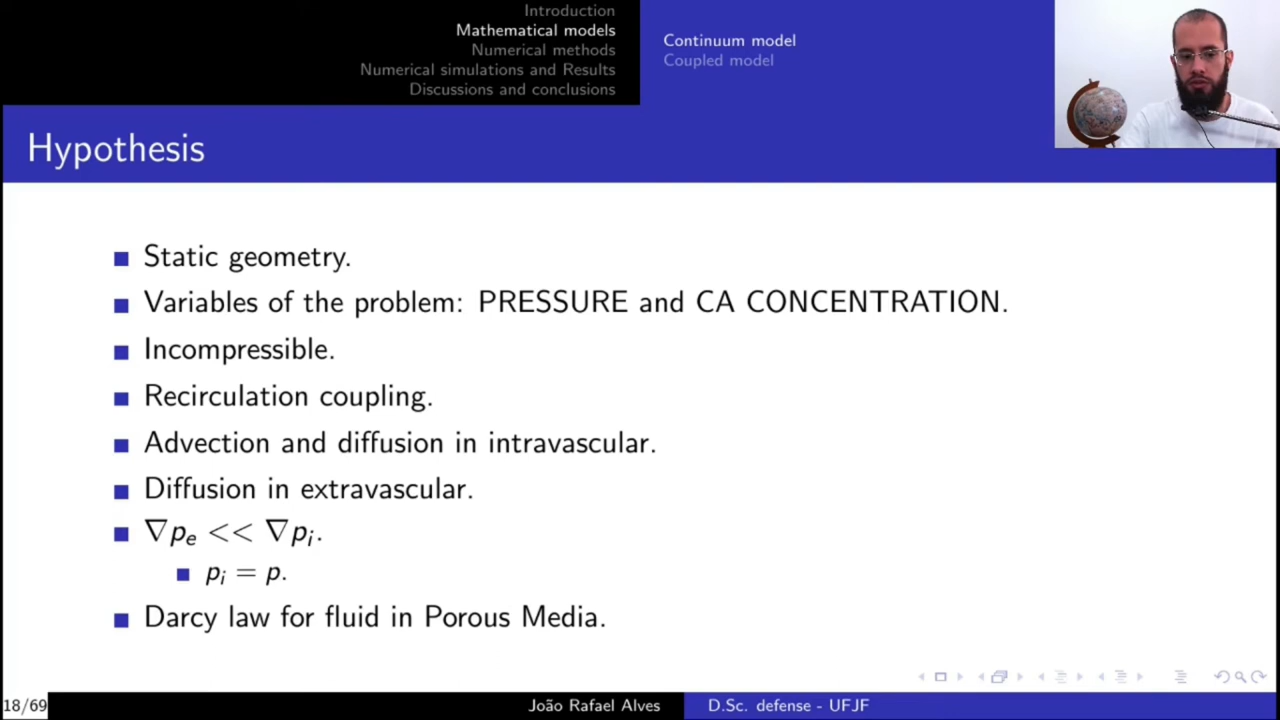 Introduction
Mathematical models
Numerical methods
Numerical simulations and Results
Discussions and conclusions
Continuum model
Coupled model
Hypothesis
Static geometry.
Variables of the problem: PRESSURE and CA CONCENTRATION.
Incompressible.
Recirculation coupling.
Advection and diffusion in intravascular.
Diffusion in extravascular.
∇pₑ << ∇pᵢ.
pᵢ = p.
Darcy law for fluid in Porous Media.
18/69
João Rafael Alves
D.Sc. defense - UFJF